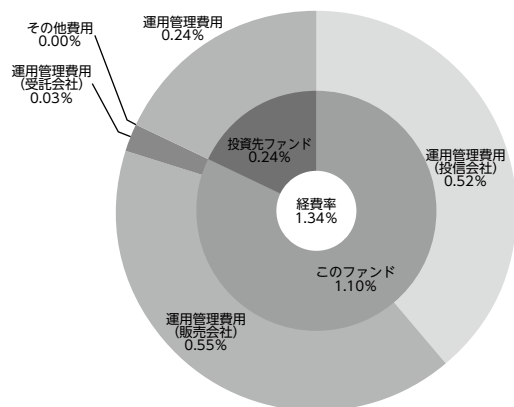 その他費用
0.00%
運用管理費用
0.24%
運用管理費用
(受託会社)
0.03%
投資先ファンド
0.24%
運用管理費用
(投信会社)
0.52%
経費率
1.34%
このファンド
1.10%
運用管理費用
(販売会社)
0.55%